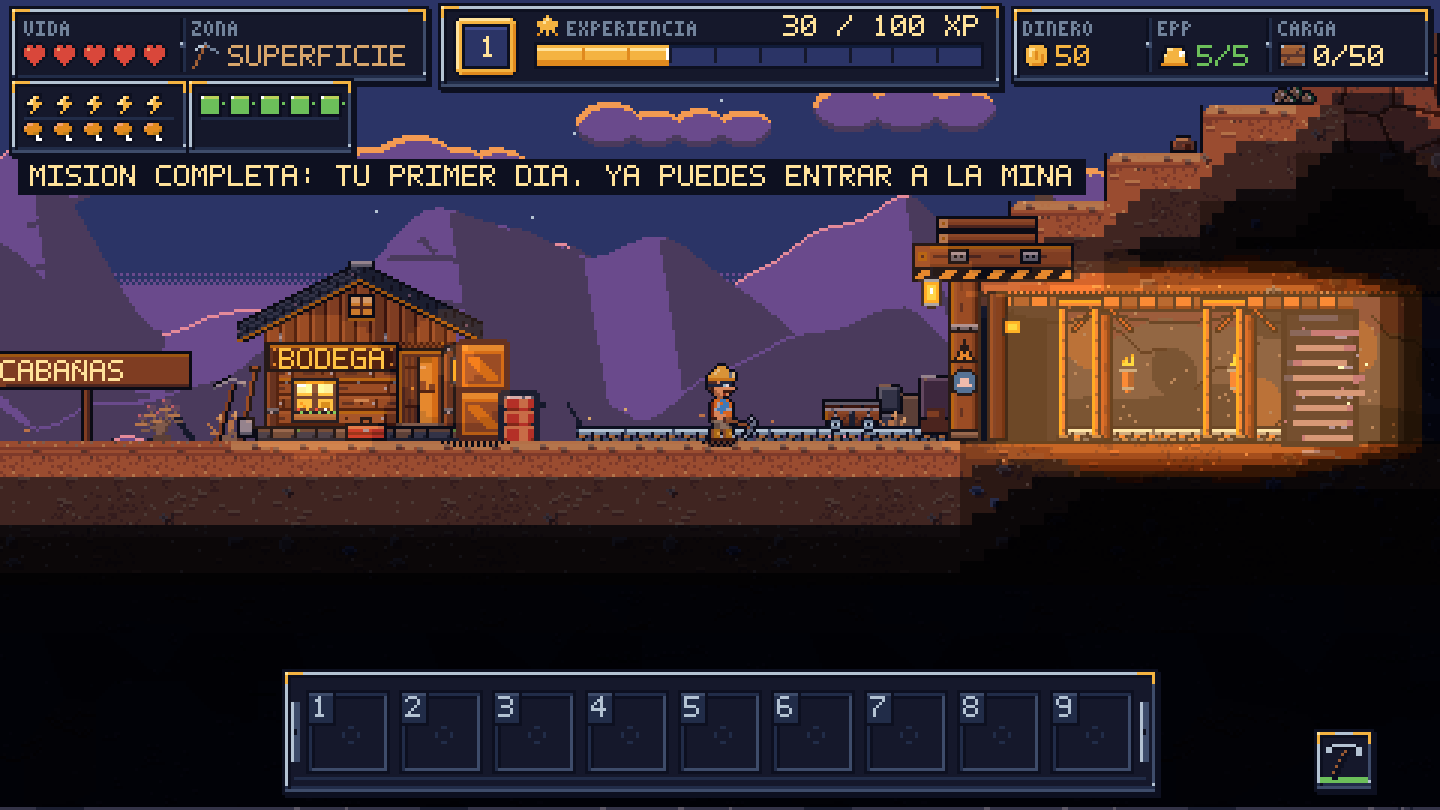 VIDA
ZONA
SUPERFICIE
1
EXPERIENCIA
30 / 100 XP
DINERO
50
EPP
5/5
CARGA
0/50
MISION COMPLETA: TU PRIMER DIA. YA PUEDES ENTRAR A LA MINA
BODEGA
CABAÑAS
1 2 3 4 5 6 7 8 9